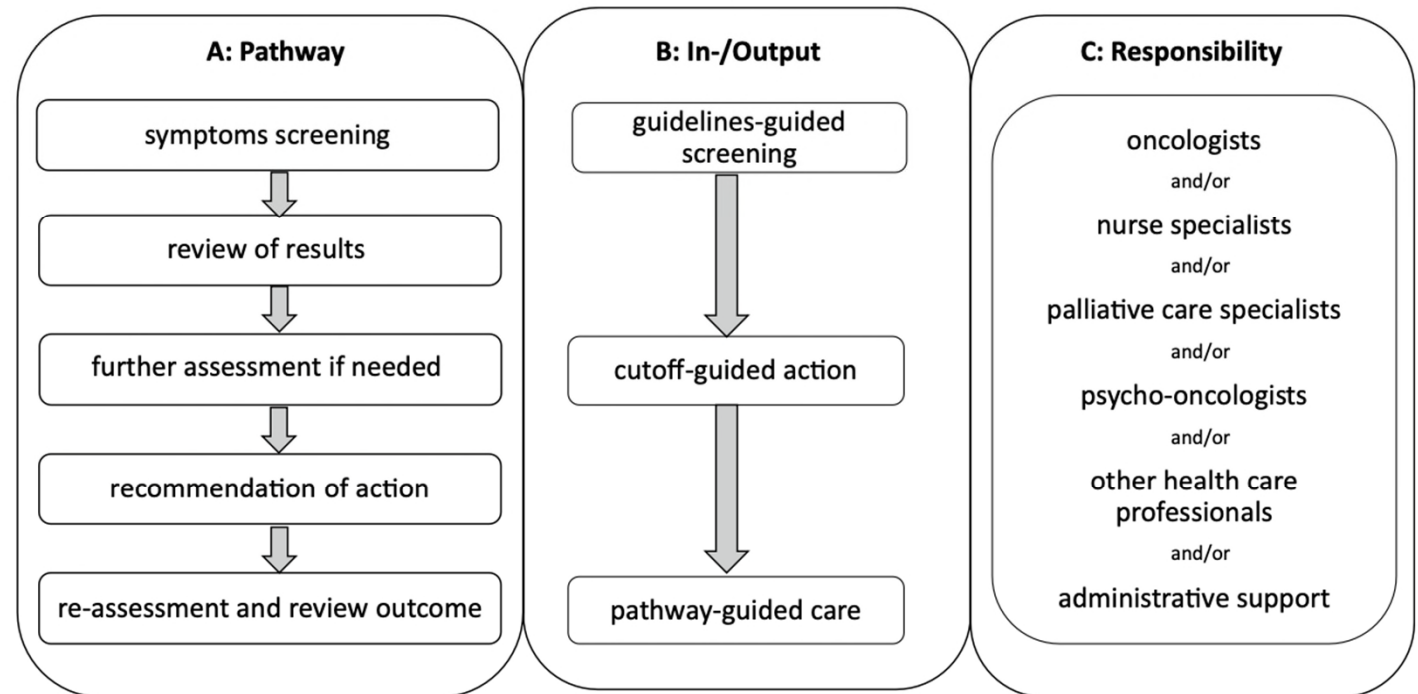 A: Pathway
symptoms screening
review of results
further assessment if needed
recommendation of action
re-assessment and review outcome
B: In-/Output
guidelines-guided
screening
cutoff-guided action
pathway-guided care
C: Responsibility
oncologists
and/or
nurse specialists
and/or
palliative care specialists
and/or
psycho-oncologists
and/or
other health care
professionals
and/or
administrative support